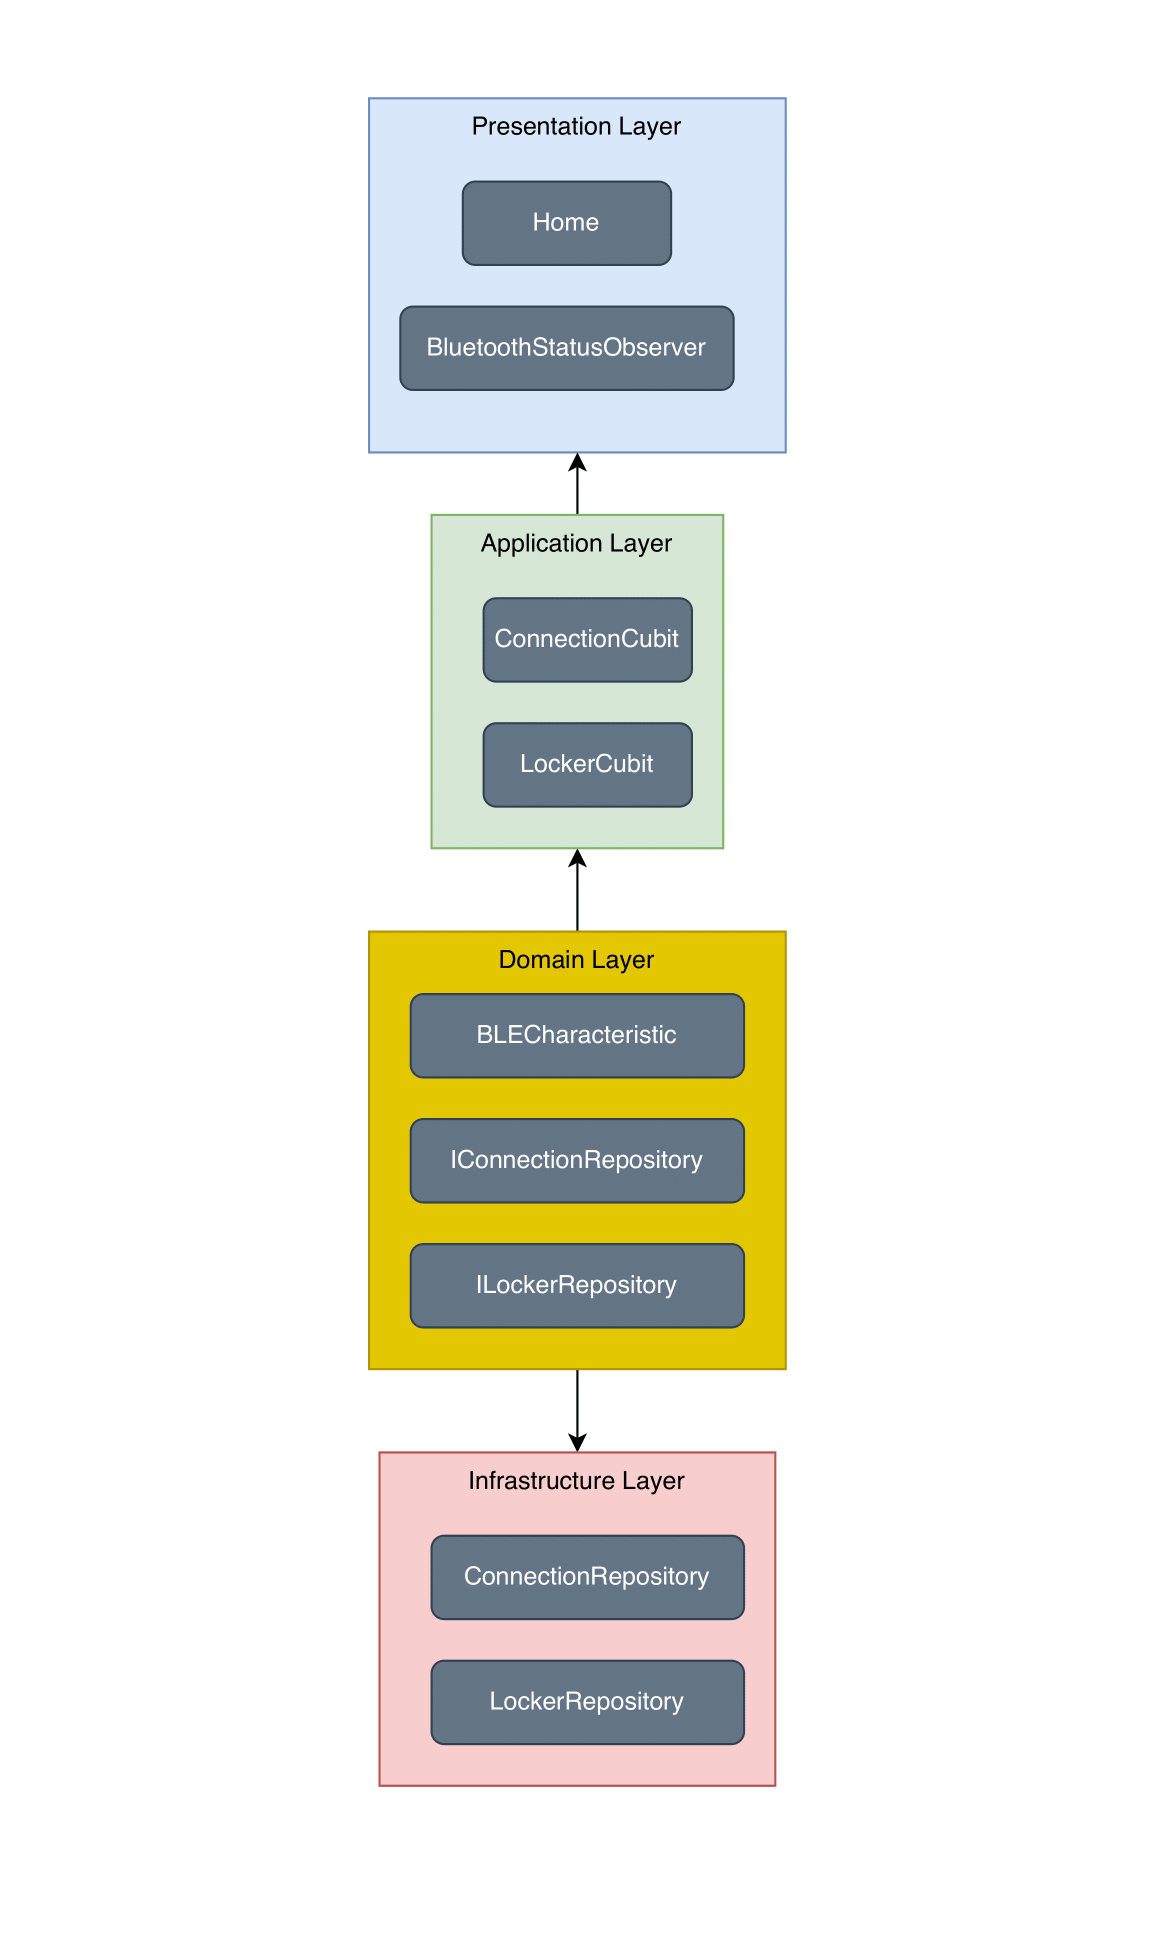 Presentation Layer
Home
BluetoothStatusObserver
Application Layer
ConnectionCubit
LockerCubit
Domain Layer
BLECharacteristic
IConnectionRepository
ILockerRepository
Infrastructure Layer
ConnectionRepository
LockerRepository